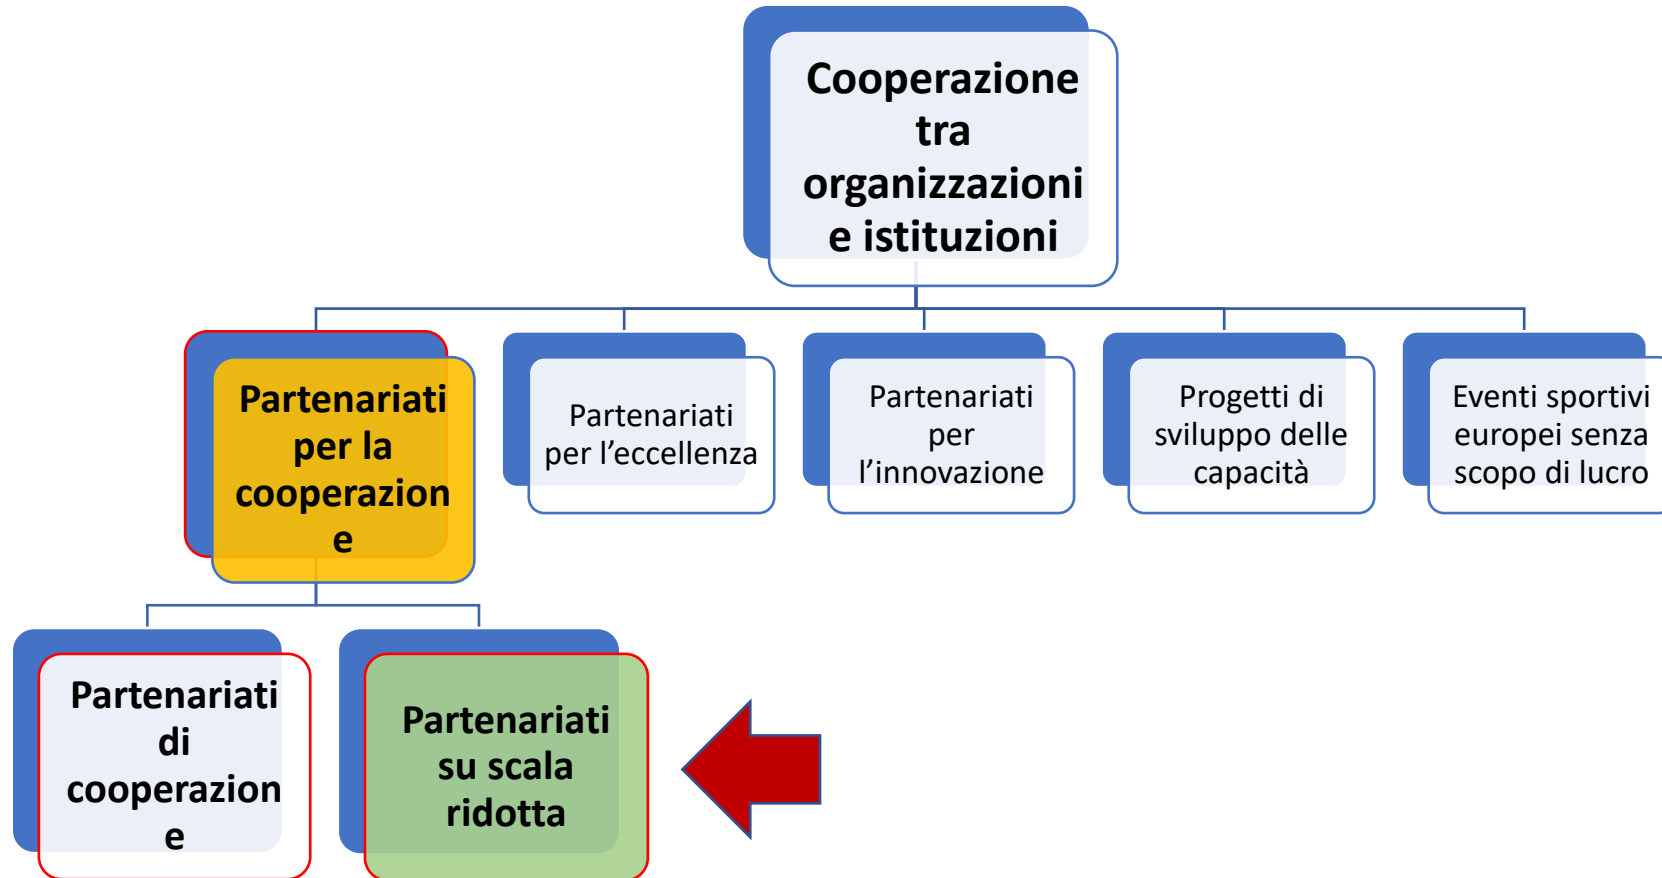 Cooperazione
tra
organizzazioni
e istituzioni
Partenariati
per la
cooperazion
e
Partenariati
per l’eccellenza
Partenariati
per
l’innovazione
Progetti di
sviluppo delle
capacità
Eventi sportivi
europei senza
scopo di lucro
Partenariati
di
cooperazion
e
Partenariati
su scala
ridotta